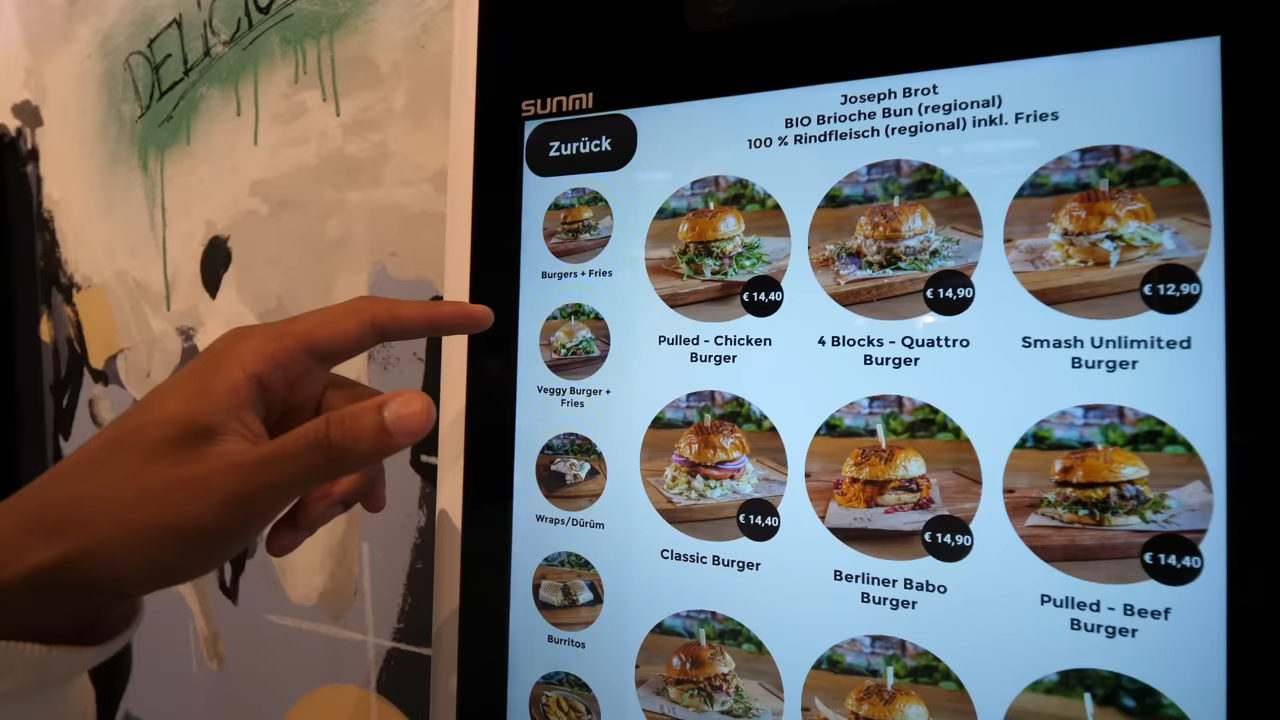 DELICIO
SUNMI
Zurück
Joseph Brot
BIO Brioche Bun (regional)
100 % Rindfleisch (regional) inkl. Fries
Burgers + Fries
Veggy Burger +
Fries
Wraps/Dürüm
Burritos
€ 14,40
Pulled - Chicken
Burger
€ 14,90
4 Blocks - Quattro
Burger
€ 12,90
Smash Unlimited
Burger
€ 14,40
Classic Burger
€ 14,90
Berliner Babo
Burger
€ 14,40
Pulled - Beef
Burger